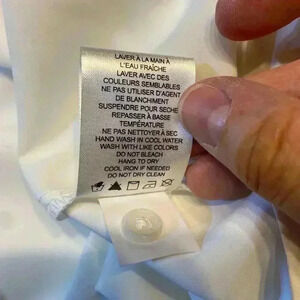 LAVER À LA MAIN À
L'EAU FRAÎCHE
LAVER AVEC DES
COULEURS SEMBLABLES
NE PAS UTILISER D'AGENT
DE BLANCHIMENT
SUSPENDRE POUR SÉCHER
REPASSER À BASSE
TEMPÉRATURE
NE PAS NETTOYER À SEC
HAND WASH IN COOL WATER
WASH WITH LIKE COLORS
DO NOT BLEACH
HANG TO DRY
COOL IRON IF NEEDED
DO NOT DRY CLEAN